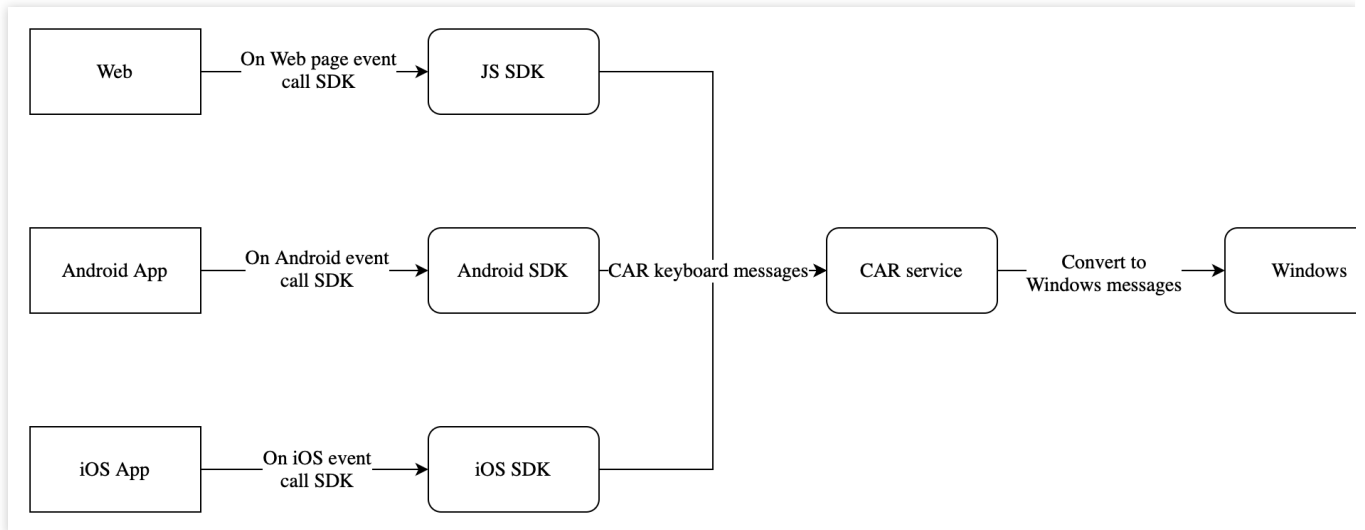 Web
On Web page event
call SDK
JS SDK
Android App
On Android event
call SDK
Android SDK
CAR keyboard messages
CAR service
Convert to
Windows messages
Windows
iOS App
On iOS event
call SDK
iOS SDK